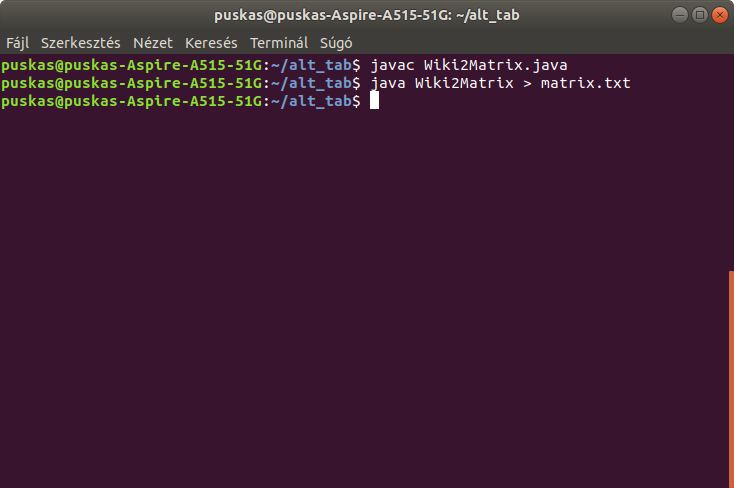 puskas@puskas-Aspire-A515-51G: ~/alt_tab
Fájl Szerkesztés Nézet Keresés Terminál Súgó
puskas@puskas-Aspire-A515-51G:~/alt_tab$ javac Wiki2Matrix.java
puskas@puskas-Aspire-A515-51G:~/alt_tab$ java Wiki2Matrix > matrix.txt
puskas@puskas-Aspire-A515-51G:~/alt_tab$